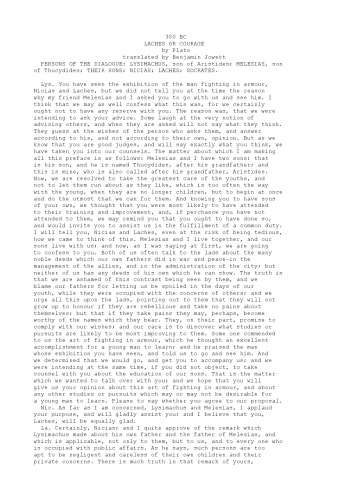 380 BC
LACHES OR COURAGE
by Plato
translated by Benjamin Jowett
PERSONS OF THE DIALOGUE: LYSIMACHUS, son of Aristides; MELESIAS, son
of Thucydides; THEIR SONS; NICIAS; LACHES; SOCRATES.
Lys. You have seen the exhibition of the man fighting in armour,
Nicias and Laches, but we did not tell you at the time the reason
why my friend Melesias and I asked you to go with us and see him. I
think that we may as well confess what this was, for we certainly
ought not to have any reserve with you. The reason was, that we were
intending to ask your advice. Some laugh at the very notion of
advising others, and when they are asked will not say what they think.
They guess at the wishes of the person who asks them, and answer
according to his, and not according to their own, opinion. But as we
know that you are good judges, and will say exactly what you think, we
have taken you into our counsels. The matter about which I am making
all this preface is as follows: Melesias and I have two sons; that
is his son, and he is named Thucydides, after his grandfather; and
this is mine, who is also called after his grandfather, Aristides.
Now, we are resolved to take the greatest care of the youths, and
not to let them run about as they like, which is too often the way
with the young, when they are no longer children, but to begin at once
and do the utmost that we can for them. And knowing you to have sons
of your own, we thought that you were most likely to have attended
to their training and improvement, and, if perchance you have not
attended to them, we may remind you that you ought to have done so,
and would invite you to assist us in the fulfillment of a common duty.
I will tell you, Nicias and Laches, even at the risk of being tedious,
how we came to think of this. Melesias and I live together, and our
sons live with us; and now, as I was saying at first, we are going
to confess to you. Both of us often talk to the lads about the many
noble deeds which our own fathers did in war and peace-in the
management of the allies, and in the administration of the city; but
neither of us has any deeds of his own which he can show. The truth is
that we are ashamed of this contrast being seen by them, and we
blame our fathers for letting us be spoiled in the days of our
youth, while they were occupied with the concerns of others; and we
urge all this upon the lads, pointing out to them that they will not
grow up to honour if they are rebellious and take no pains about
themselves; but that if they take pains they may, perhaps, become
worthy of the names which they bear. They, on their part, promise to
comply with our wishes; and our care is to discover what studies or
pursuits are likely to be most improving to them. Some one commended
to us the art of fighting in armour, which he thought an excellent
accomplishment for a young man to learn; and he praised the man
whose exhibition you have seen, and told us to go and see him. And
we determined that we would go, and get you to accompany us; and we
were intending at the same time, if you did not object, to take
counsel with you about the education of our sons. That is the matter
which we wanted to talk over with you; and we hope that you will
give us your opinion about this art of fighting in armour, and about
any other studies or pursuits which may or may not be desirable for
a young man to learn. Please to say whether you agree to our proposal.
Nic. As far as I am concerned, Lysimachus and Melesias, I applaud
your purpose, and will gladly assist you; and I believe that you,
Laches, will be equally glad.
La. Certainly, Nicias; and I quite approve of the remark which
Lysimachus made about his own father and the father of Melesias, and
which is applicable, not only to them, but to us, and to every one who
is occupied with public affairs. As he says, such persons are too
apt to be negligent and careless of their own children and their
private concerns. There is much truth in that remark of yours,